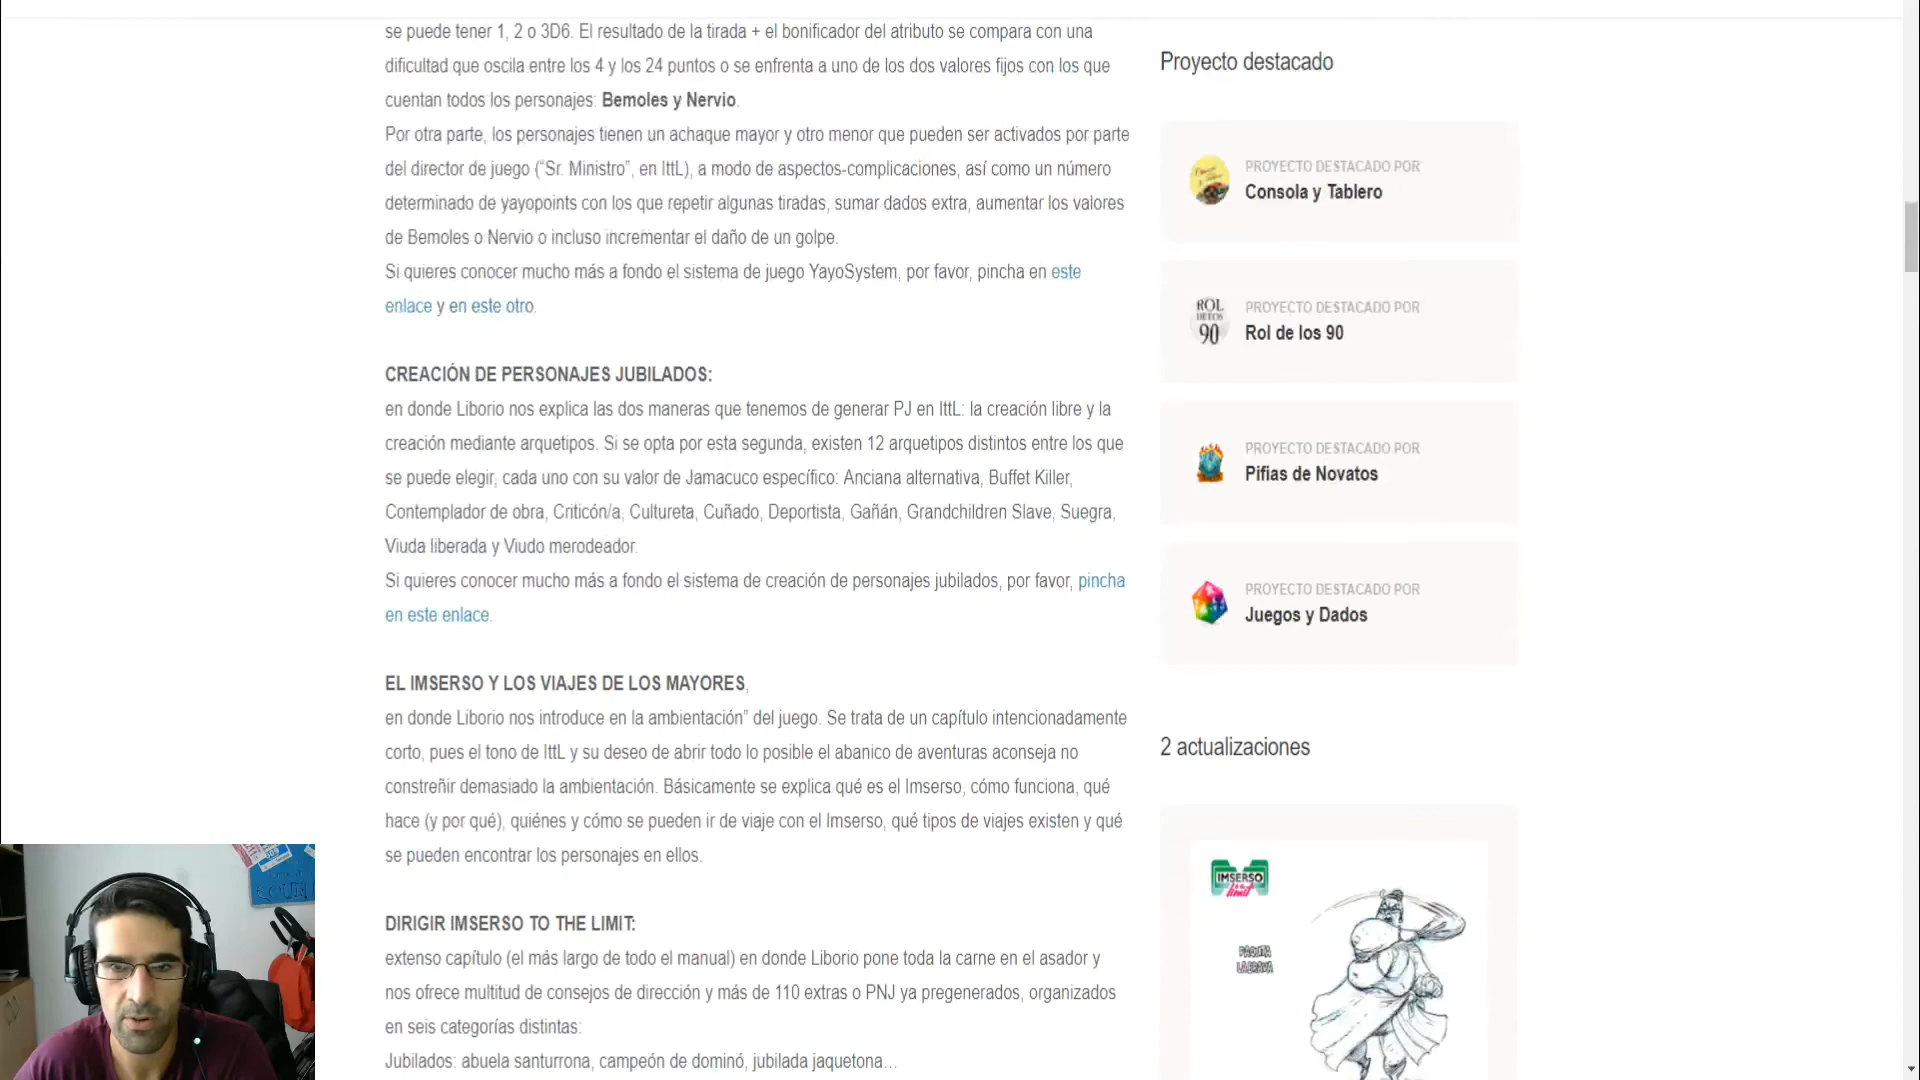 se puede tener 1, 2 o 3D6. El resultado de la tirada + el bonificador del atributo se compara con una
dificultad que oscila entre los 4 y los 24 puntos o se enfrenta a uno de los dos valores fijos con los que
cuentan todos los personajes: Bemoles y Nervio.
Por otra parte, los personajes tienen un achaque mayor y otro menor que pueden ser activados por parte
del director de juego (“Sr. Ministro”, en IttL), a modo de aspectos-complicaciones, así como un número
determinado de yayopoints con los que repetir algunas tiradas, sumar dados extra, aumentar los valores
de Bemoles o Nervio o incluso incrementar el daño de un golpe.
Si quieres conocer mucho más a fondo el sistema de juego YayoSystem, por favor, pincha en este
enlace y en este otro.
CREACIÓN DE PERSONAJES JUBILADOS:
en donde Liborio nos explica las dos maneras que tenemos de generar PJ en IttL: la creación libre y la
creación mediante arquetipos. Si se opta por esta segunda, existen 12 arquetipos distintos entre los que
se puede elegir, cada uno con su valor de Jamacuco específico: Anciana alternativa, Buffet Killer,
Contemplador de obra, Criticón/a, Cultureta, Cuñado, Deportista, Gañán, Grandchildren Slave, Suegra,
Viuda liberada y Viudo merodeador.
Si quieres conocer mucho más a fondo el sistema de creación de personajes jubilados, por favor, pincha
en este enlace.
EL IMSERSO Y LOS VIAJES DE LOS MAYORES,
en donde Liborio nos introduce en la ambientación” del juego. Se trata de un capítulo intencionadamente
corto, pues el tono de IttL y su deseo de abrir todo lo posible el abanico de aventuras aconseja no
constreñir demasiado la ambientación. Básicamente se explica qué es el Imserso, cómo funciona, qué
hace (y por qué), quiénes y cómo se pueden ir de viaje con el Imserso, qué tipos de viajes existen y qué
se pueden encontrar los personajes en ellos.
DIRIGIR IMSERSO TO THE LIMIT:
extenso capítulo (el más largo de todo el manual) en donde Liborio pone toda la carne en el asador y
nos ofrece multitud de consejos de dirección y más de 110 extras o PNJ ya pregenerados, organizados
en seis categorías distintas:
Jubilados: abuela santurrona, campeón de dominó, jubilada jaquetona…
Proyecto destacado
PROYECTO DESTACADO POR
Consola y Tablero
ROL
DE LOS
90
PROYECTO DESTACADO POR
Rol de los 90
PROYECTO DESTACADO POR
Pifias de Novatos
PROYECTO DESTACADO POR
Juegos y Dados
2 actualizaciones
IMSERSO
limit
PAQUITA
LA BRAVA